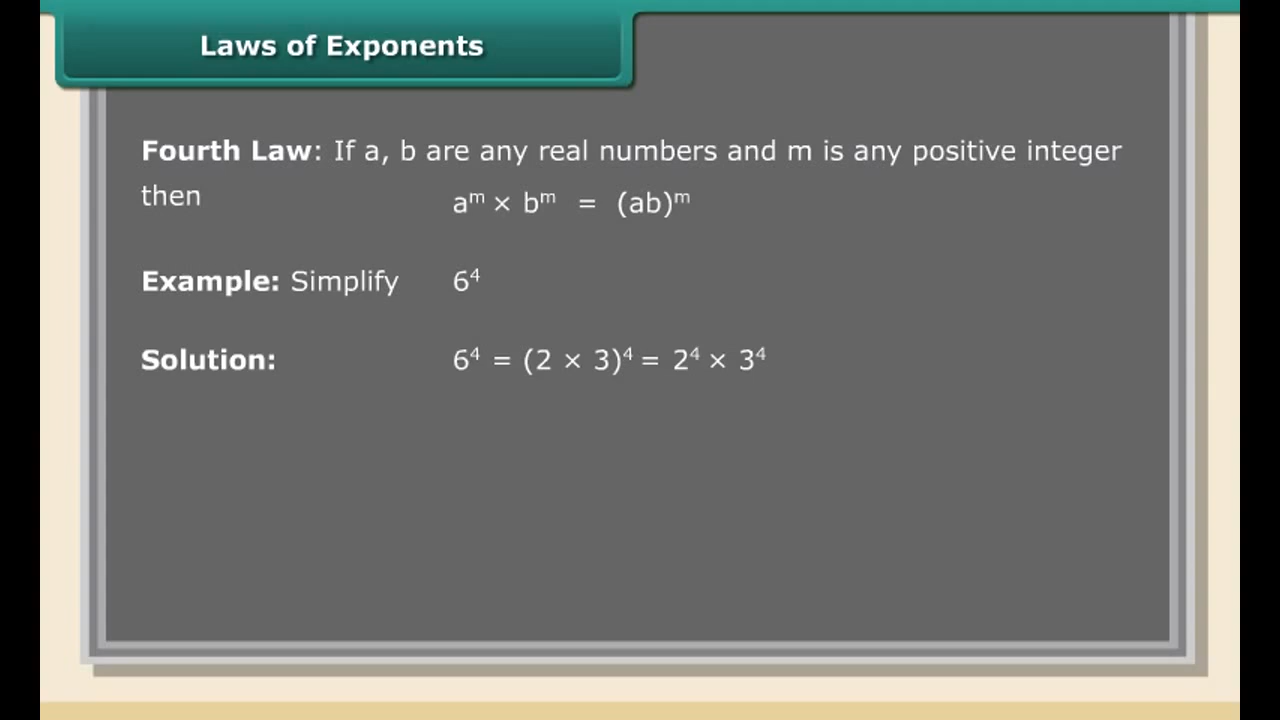 Laws of Exponents
Fourth Law: If a, b are any real numbers and m is any positive integer
then aᵐ × bᵐ = (ab)ᵐ
Example: Simplify 6⁴
Solution: 6⁴ = (2 × 3)⁴ = 2⁴ × 3⁴